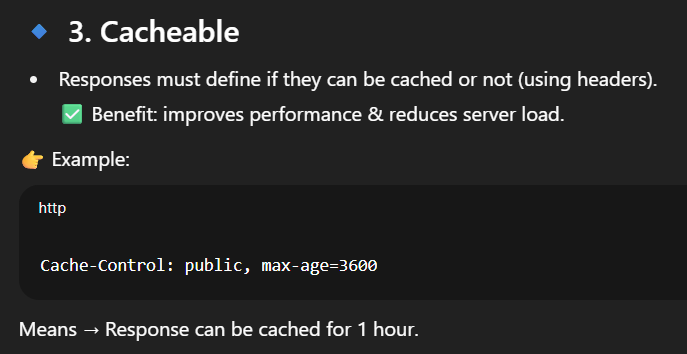 🔹 3. Cacheable
• Responses must define if they can be cached or not (using headers).
✅ Benefit: improves performance & reduces server load.
👉 Example:
http
Cache-Control: public, max-age=3600
Means → Response can be cached for 1 hour.